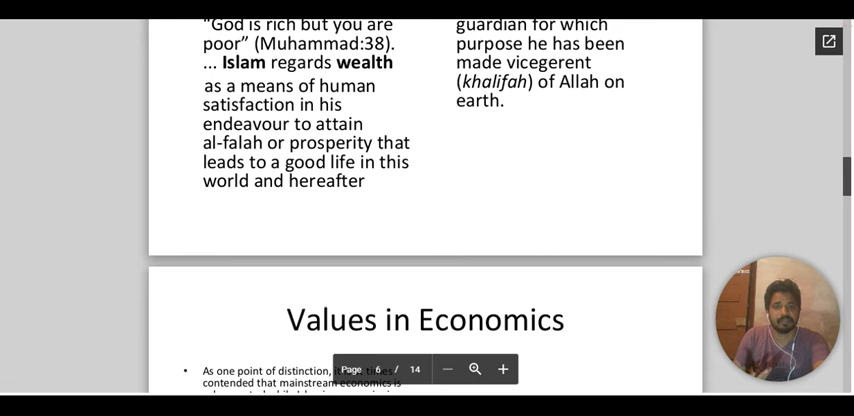 “God is rich but you are
poor” (Muhammad:38).
... Islam regards wealth
as a means of human
satisfaction in his
endeavour to attain
al-falah or prosperity that
leads to a good life in this
world and hereafter
guardian for which
purpose he has been
made vicegerent
(khalifah) of Allah on
earth.
Values in Economics
• As one point of distinction,
contended that mainstream economics is
Page 6 / 14